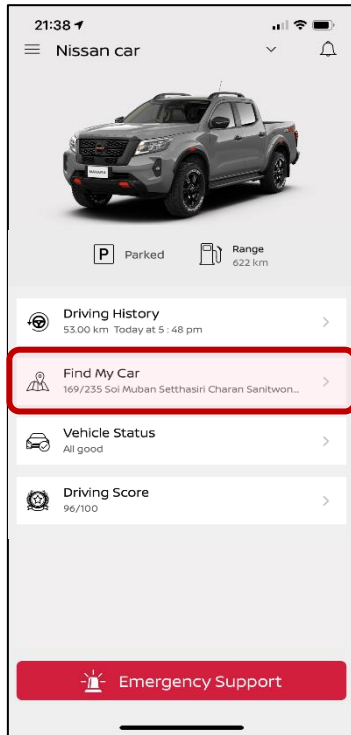 21:38
Nissan car
NAVARA
P Parked
Range
622 km
Driving History
53.00 km Today at 5 : 48 pm
Find My Car
169/235 Soi Muban Setthasiri Charan Sanitwon...
Vehicle Status
All good
Driving Score
96/100
Emergency Support